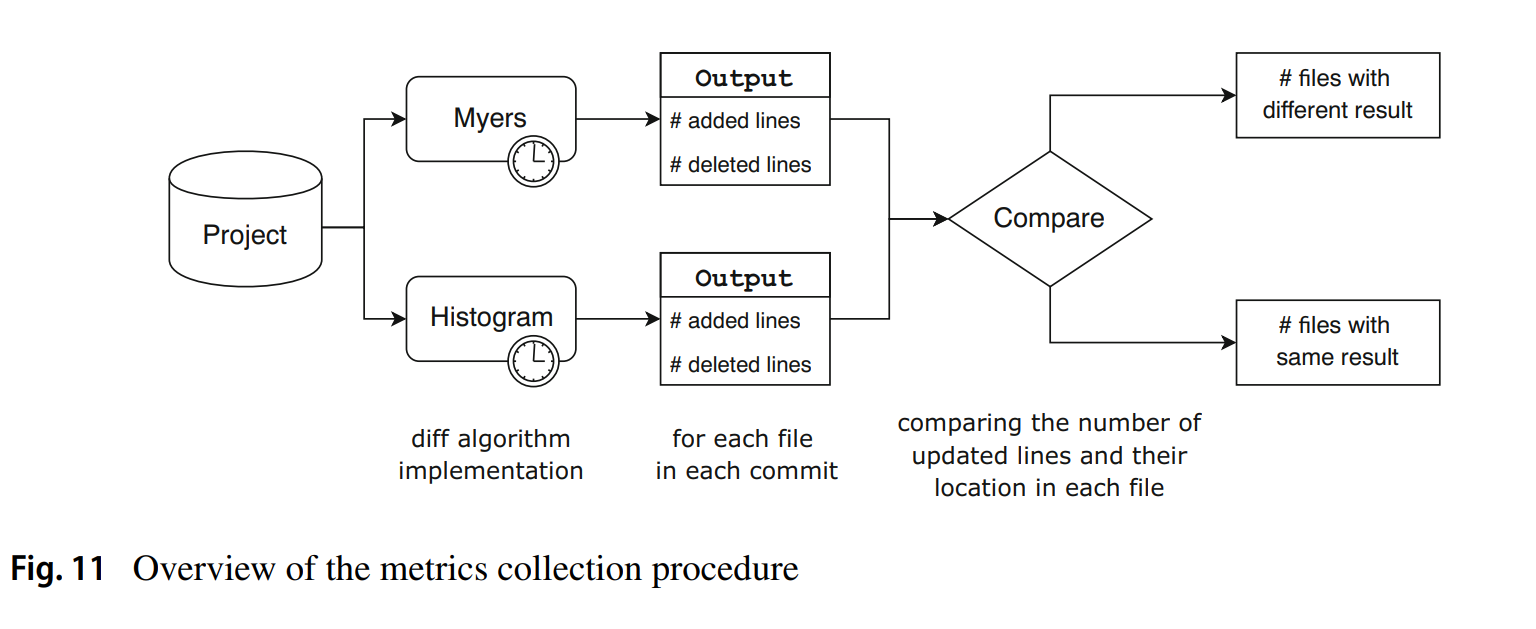 Project
Myers
Histogram
diff algorithm
implementation
Output
# added lines
# deleted lines
Output
# added lines
# deleted lines
for each file
in each commit
Compare
comparing the number of
updated lines and their
location in each file
# files with
different result
# files with
same result
Fig. 11 Overview of the metrics collection procedure